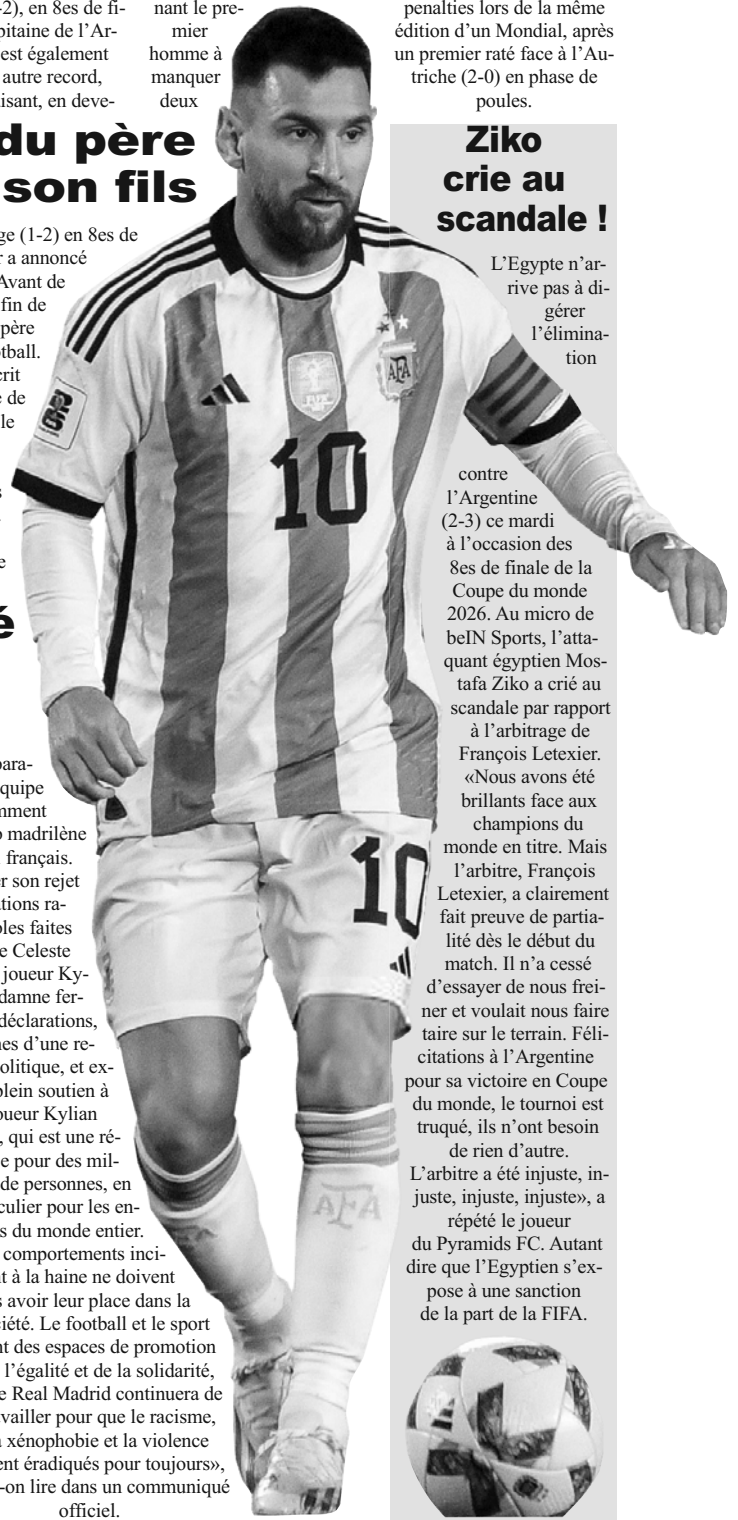 -2), en 8es de fi-
pitaine de l'Ar-
est également
autre record,
isant, en deve-
nant le pre-
mier
homme à
manquer
deux
penalties lors de la même
édition d'un Mondial, après
un premier raté face à l'Au-
triche (2-0) en phase de
poules.
du père
son fils
ge (1-2) en 8es de
r a annoncé
Avant de
fin de
père
otball.
crit
e de
le
s
e
é
para-
quipe
mment
madrilène
français.
er son rejet
tions ra-
bles faites
e Celeste
joueur Ky-
damne fer-
déclarations,
nes d'une re-
olitique, et ex-
plein soutien à
oueur Kylian
, qui est une ré-
e pour des mil-
de personnes, en
culier pour les en-
s du monde entier.
comportements inci-
nt à la haine ne doivent
s avoir leur place dans la
iété. Le football et le sport
nt des espaces de promotion
l'égalité et de la solidarité,
e Real Madrid continuera de
vailler pour que le racisme,
a xénophobie et la violence
ent éradiqués pour toujours»,
-on lire dans un communiqué
officiel.
Ziko
crie au
scandale !
L'Egypte n'ar-
rive pas à di-
gérer
l'élimina-
tion
contre
l'Argentine
(2-3) ce mardi
à l'occasion des
8es de finale de la
Coupe du monde
2026. Au micro de
beIN Sports, l'atta-
quant égyptien Mos-
tafa Ziko a crié au
scandale par rapport
à l'arbitrage de
François Letexier.
«Nous avons été
brillants face aux
champions du
monde en titre. Mais
l'arbitre, François
Letexier, a clairement
fait preuve de partia-
lité dès le début du
match. Il n'a cessé
d'essayer de nous frei-
ner et voulait nous faire
taire sur le terrain. Féli-
citations à l'Argentine
pour sa victoire en Coupe
du monde, le tournoi est
truqué, ils n'ont besoin
de rien d'autre.
L'arbitre a été injuste, in-
juste, injuste, injuste», a
répété le joueur
du Pyramids FC. Autant
dire que l'Egyptien s'ex-
pose à une sanction
de la part de la FIFA.
AFA
10
10
AFA